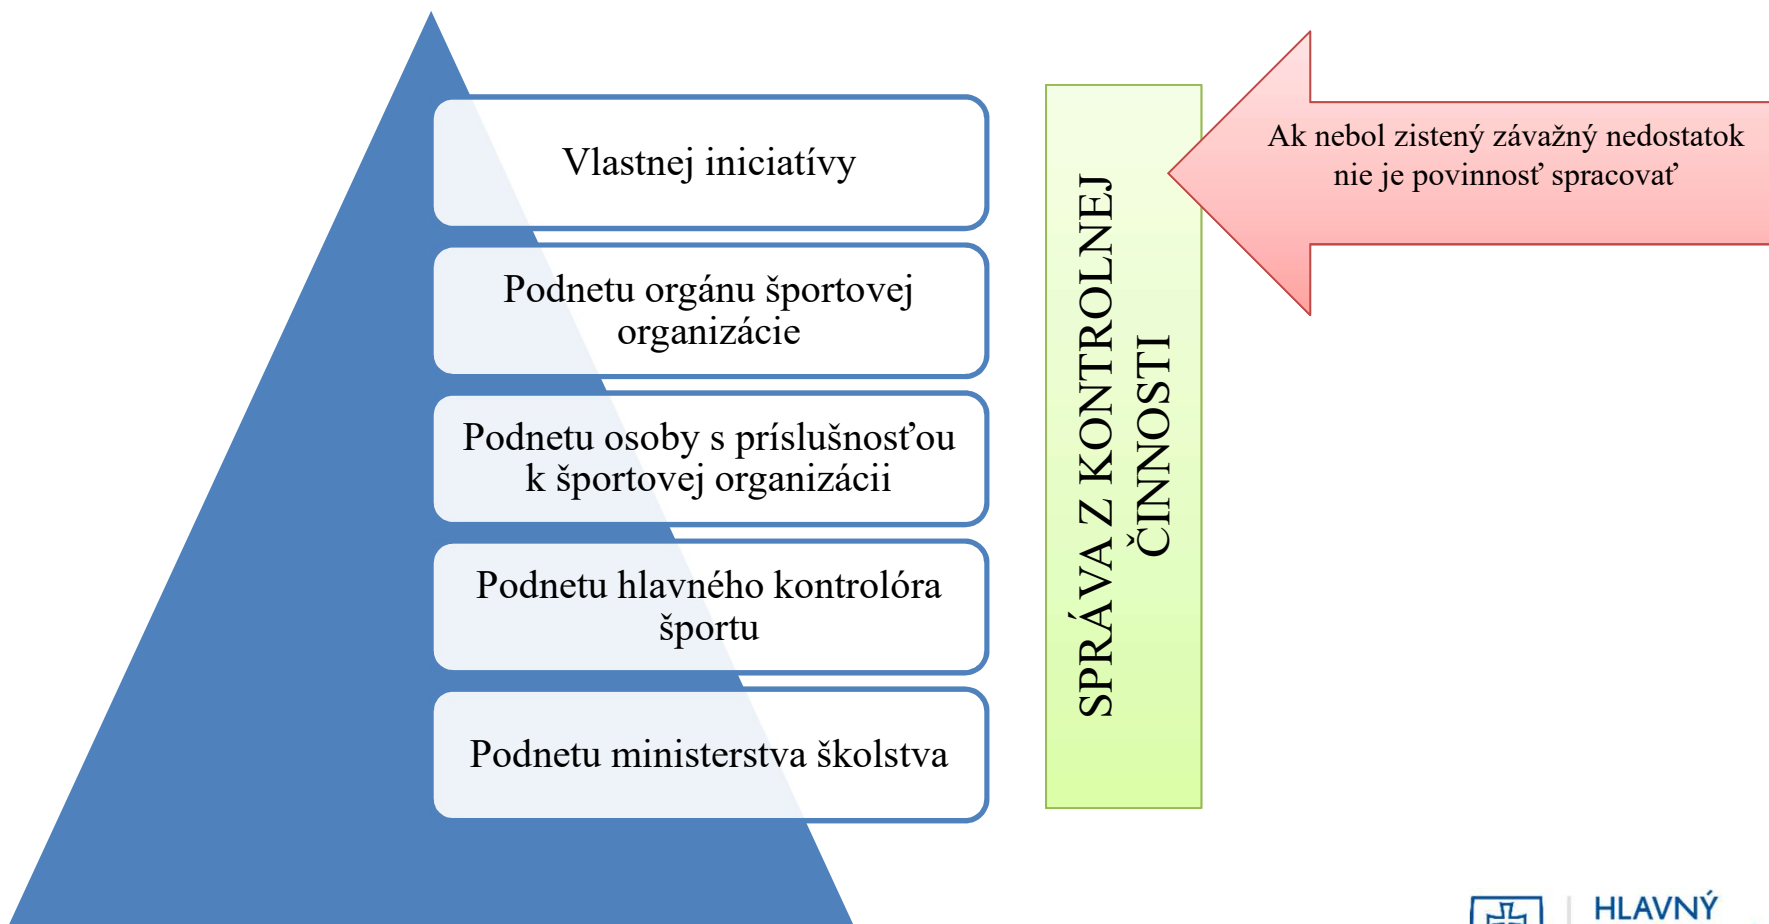 Vlastnej iniciatívy
Podnetu orgánu športovej
organizácie
Podnetu osoby s príslušnosťou
k športovej organizácii
Podnetu hlavného kontrolóra
športu
Podnetu ministerstva školstva
SPRÁVA Z KONTROLNEJ
ČINNOSTI
Ak nebol zistený závažný nedostatok
nie je povinnosť spracovať
HLAVNÝ